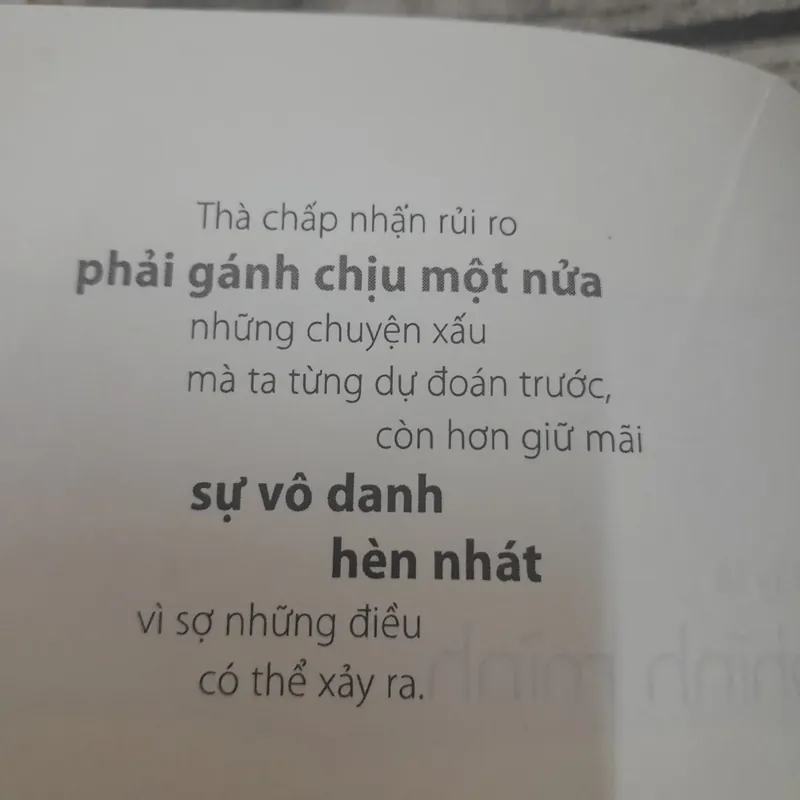 Thà chấp nhận rủi ro
phải gánh chịu một nửa
những chuyện xấu
mà ta từng dự đoán trước,
còn hơn giữ mãi
sự vô danh
hèn nhát
vì sợ những điều
có thể xảy ra.